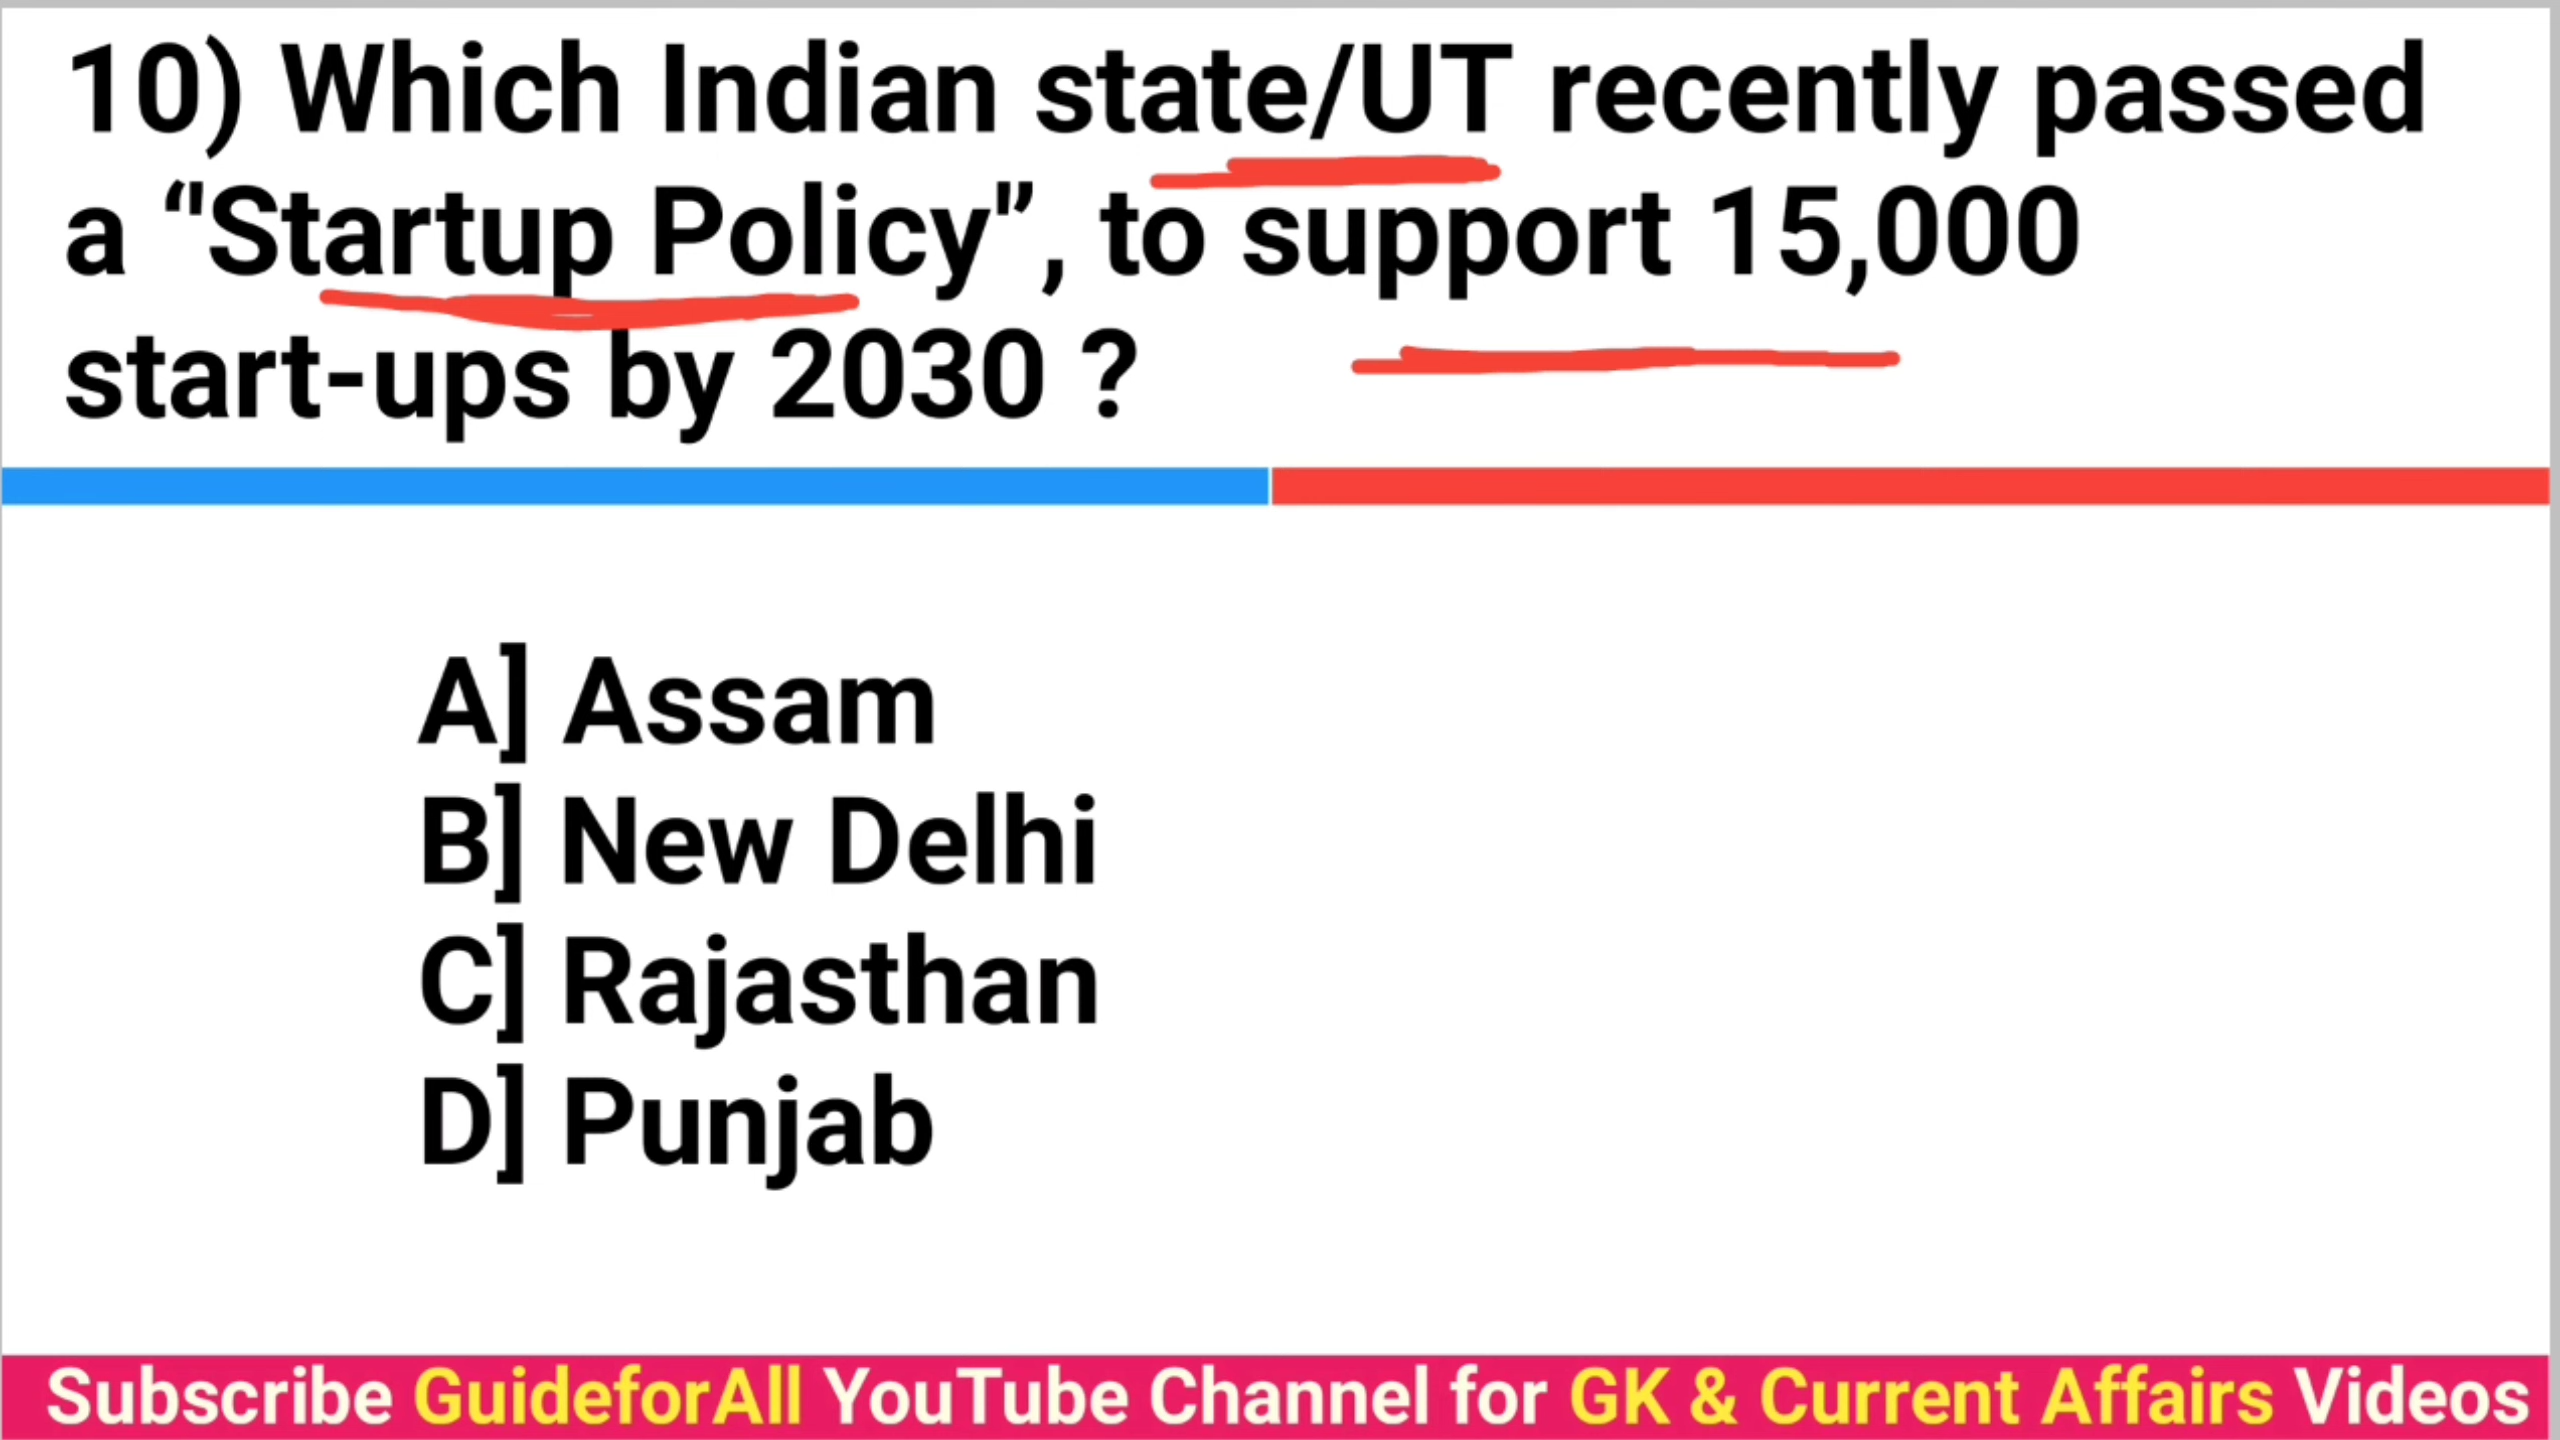 10) Which Indian state/UT recently passed
a “"Startup Policy"”, to support 15,000
start-ups by 2030 ?
A] Assam
B] New Delhi
C] Rajasthan
D] Punjab
Subscribe GuideforAll YouTube Channel for GK & Current Affairs Videos